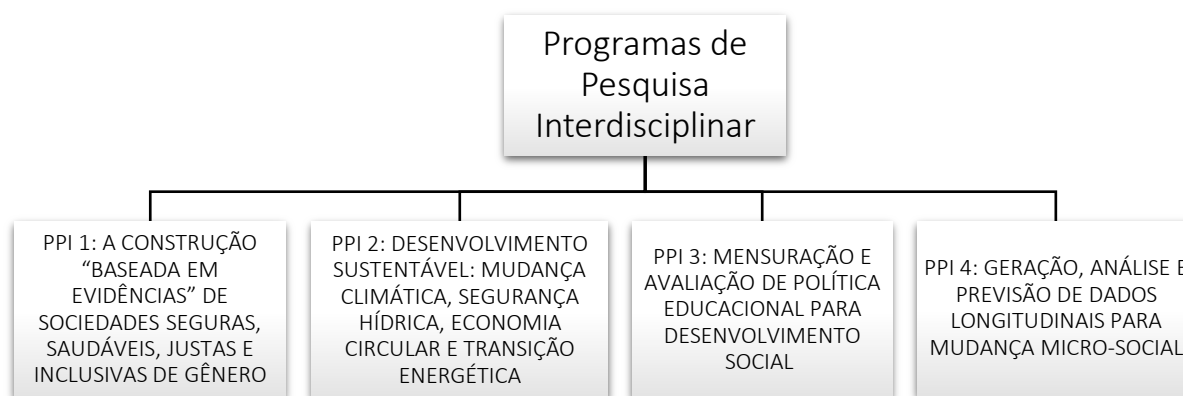 Programas de
Pesquisa
Interdisciplinar
PPI 1: A CONSTRUÇÃO
“BASEADA EM
EVIDÊNCIAS” DE
SOCIEDADES SEGURAS,
SAUDÁVEIS, JUSTAS E
INCLUSIVAS DE GÊNERO
PPI 2: DESENVOLVIMENTO
SUSTENTÁVEL: MUDANÇA
CLIMÁTICA, SEGURANÇA
HÍDRICA, ECONOMIA
CIRCULAR E TRANSIÇÃO
ENERGÉTICA
PPI 3: MENSURAÇÃO E
AVALIAÇÃO DE POLÍTICA
EDUCACIONAL PARA
DESENVOLVIMENTO
SOCIAL
PPI 4: GERAÇÃO, ANÁLISE E
PREVISÃO DE DADOS
LONGITUDINAIS PARA
MUDANÇA MICRO-SOCIAL